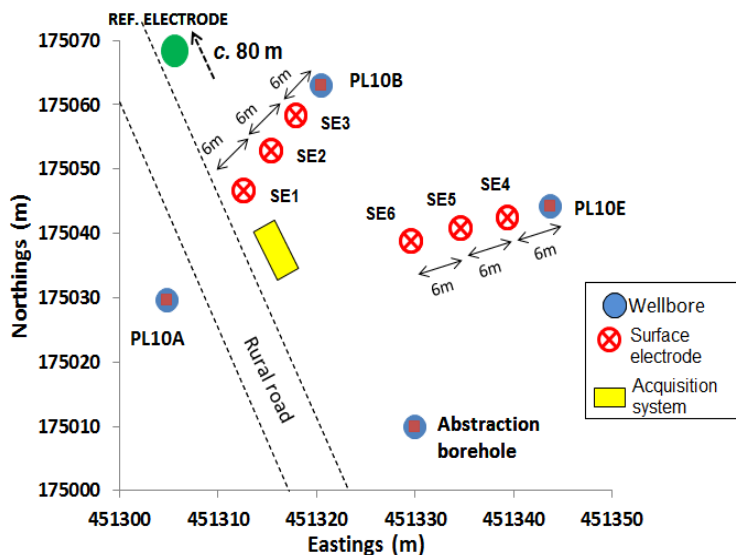 REF. ELECTRODE
c. 80 m
175070
PL10B
6m
175060
6m
SE3
6m
SE2
175050
SE4
SE5
PL10E
SE1
SE6
175040
6m
6m
6m
Northings (m)
175030
PL10A
Wellbore
Surface
electrode
Acquisition
system
175020
Rural road
175010
Abstraction
borehole
175000
451300
451310
451320
451330
451340
451350
Eastings (m)